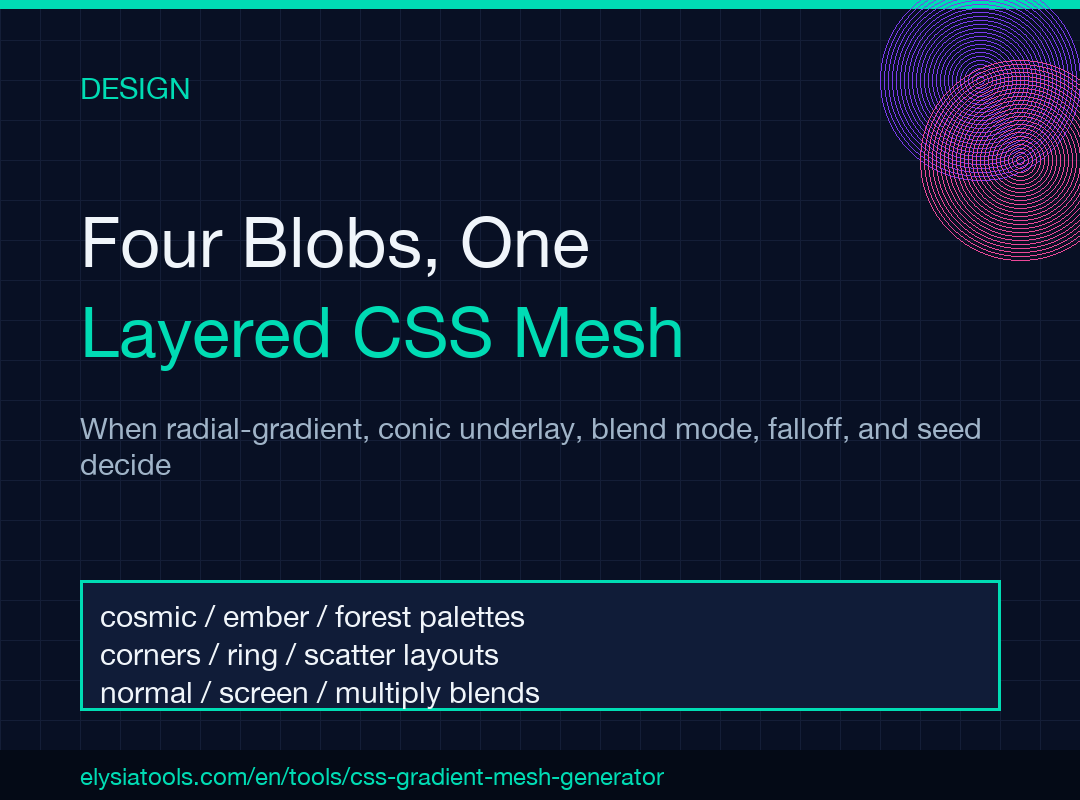 DESIGN
Four Blobs, One
Layered CSS Mesh
When radial-gradient, conic underlay, blend mode, falloff, and seed
decide
cosmic / ember / forest palettes
corners / ring / scatter layouts
normal / screen / multiply blends
elysiatools.com/en/tools/css-gradient-mesh-generator